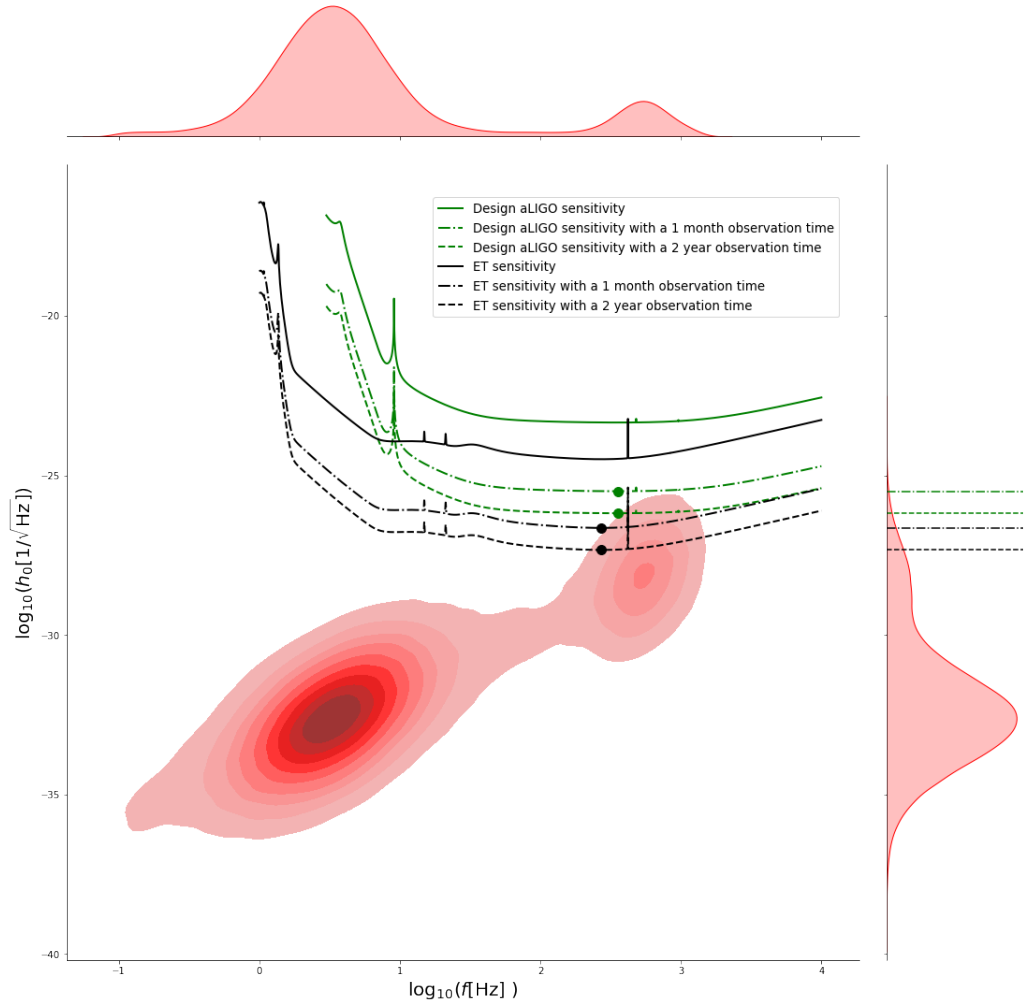 Design aLIGO sensitivity
Design aLIGO sensitivity with a 1 month observation time
Design aLIGO sensitivity with a 2 year observation time
ET sensitivity
ET sensitivity with a 1 month observation time
ET sensitivity with a 2 year observation time
−20
−25
−30
−35
−40
log₁₀(h₀[1/√Hz])
−1 0 1 2 3 4
log₁₀(f[Hz] )